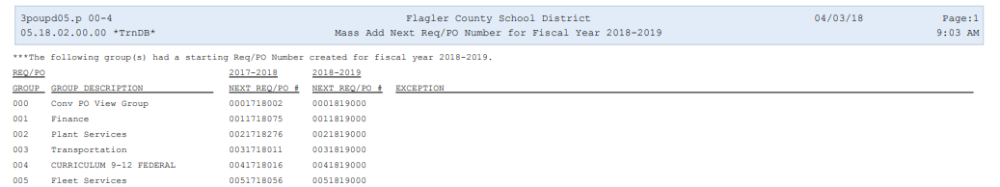 3poupd05.p 00-4 Flagler County School District 04/03/18 Page:1
05.18.02.00.00 *TrnDB* Mass Add Next Req/PO Number for Fiscal Year 2018-2019 9:03 AM
***The following group(s) had a starting Req/PO Number created for fiscal year 2018-2019.
REQ/PO 2017-2018 2018-2019
GROUP GROUP DESCRIPTION NEXT REQ/PO # NEXT REQ/PO # EXCEPTION
000 Conv PO View Group 0001718002 0001819000
001 Finance 0011718075 0011819000
002 Plant Services 0021718276 0021819000
003 Transportation 0031718011 0031819000
004 CURRICULUM 9-12 FEDERAL 0041718016 0041819000
005 Fleet Services 0051718056 0051819000